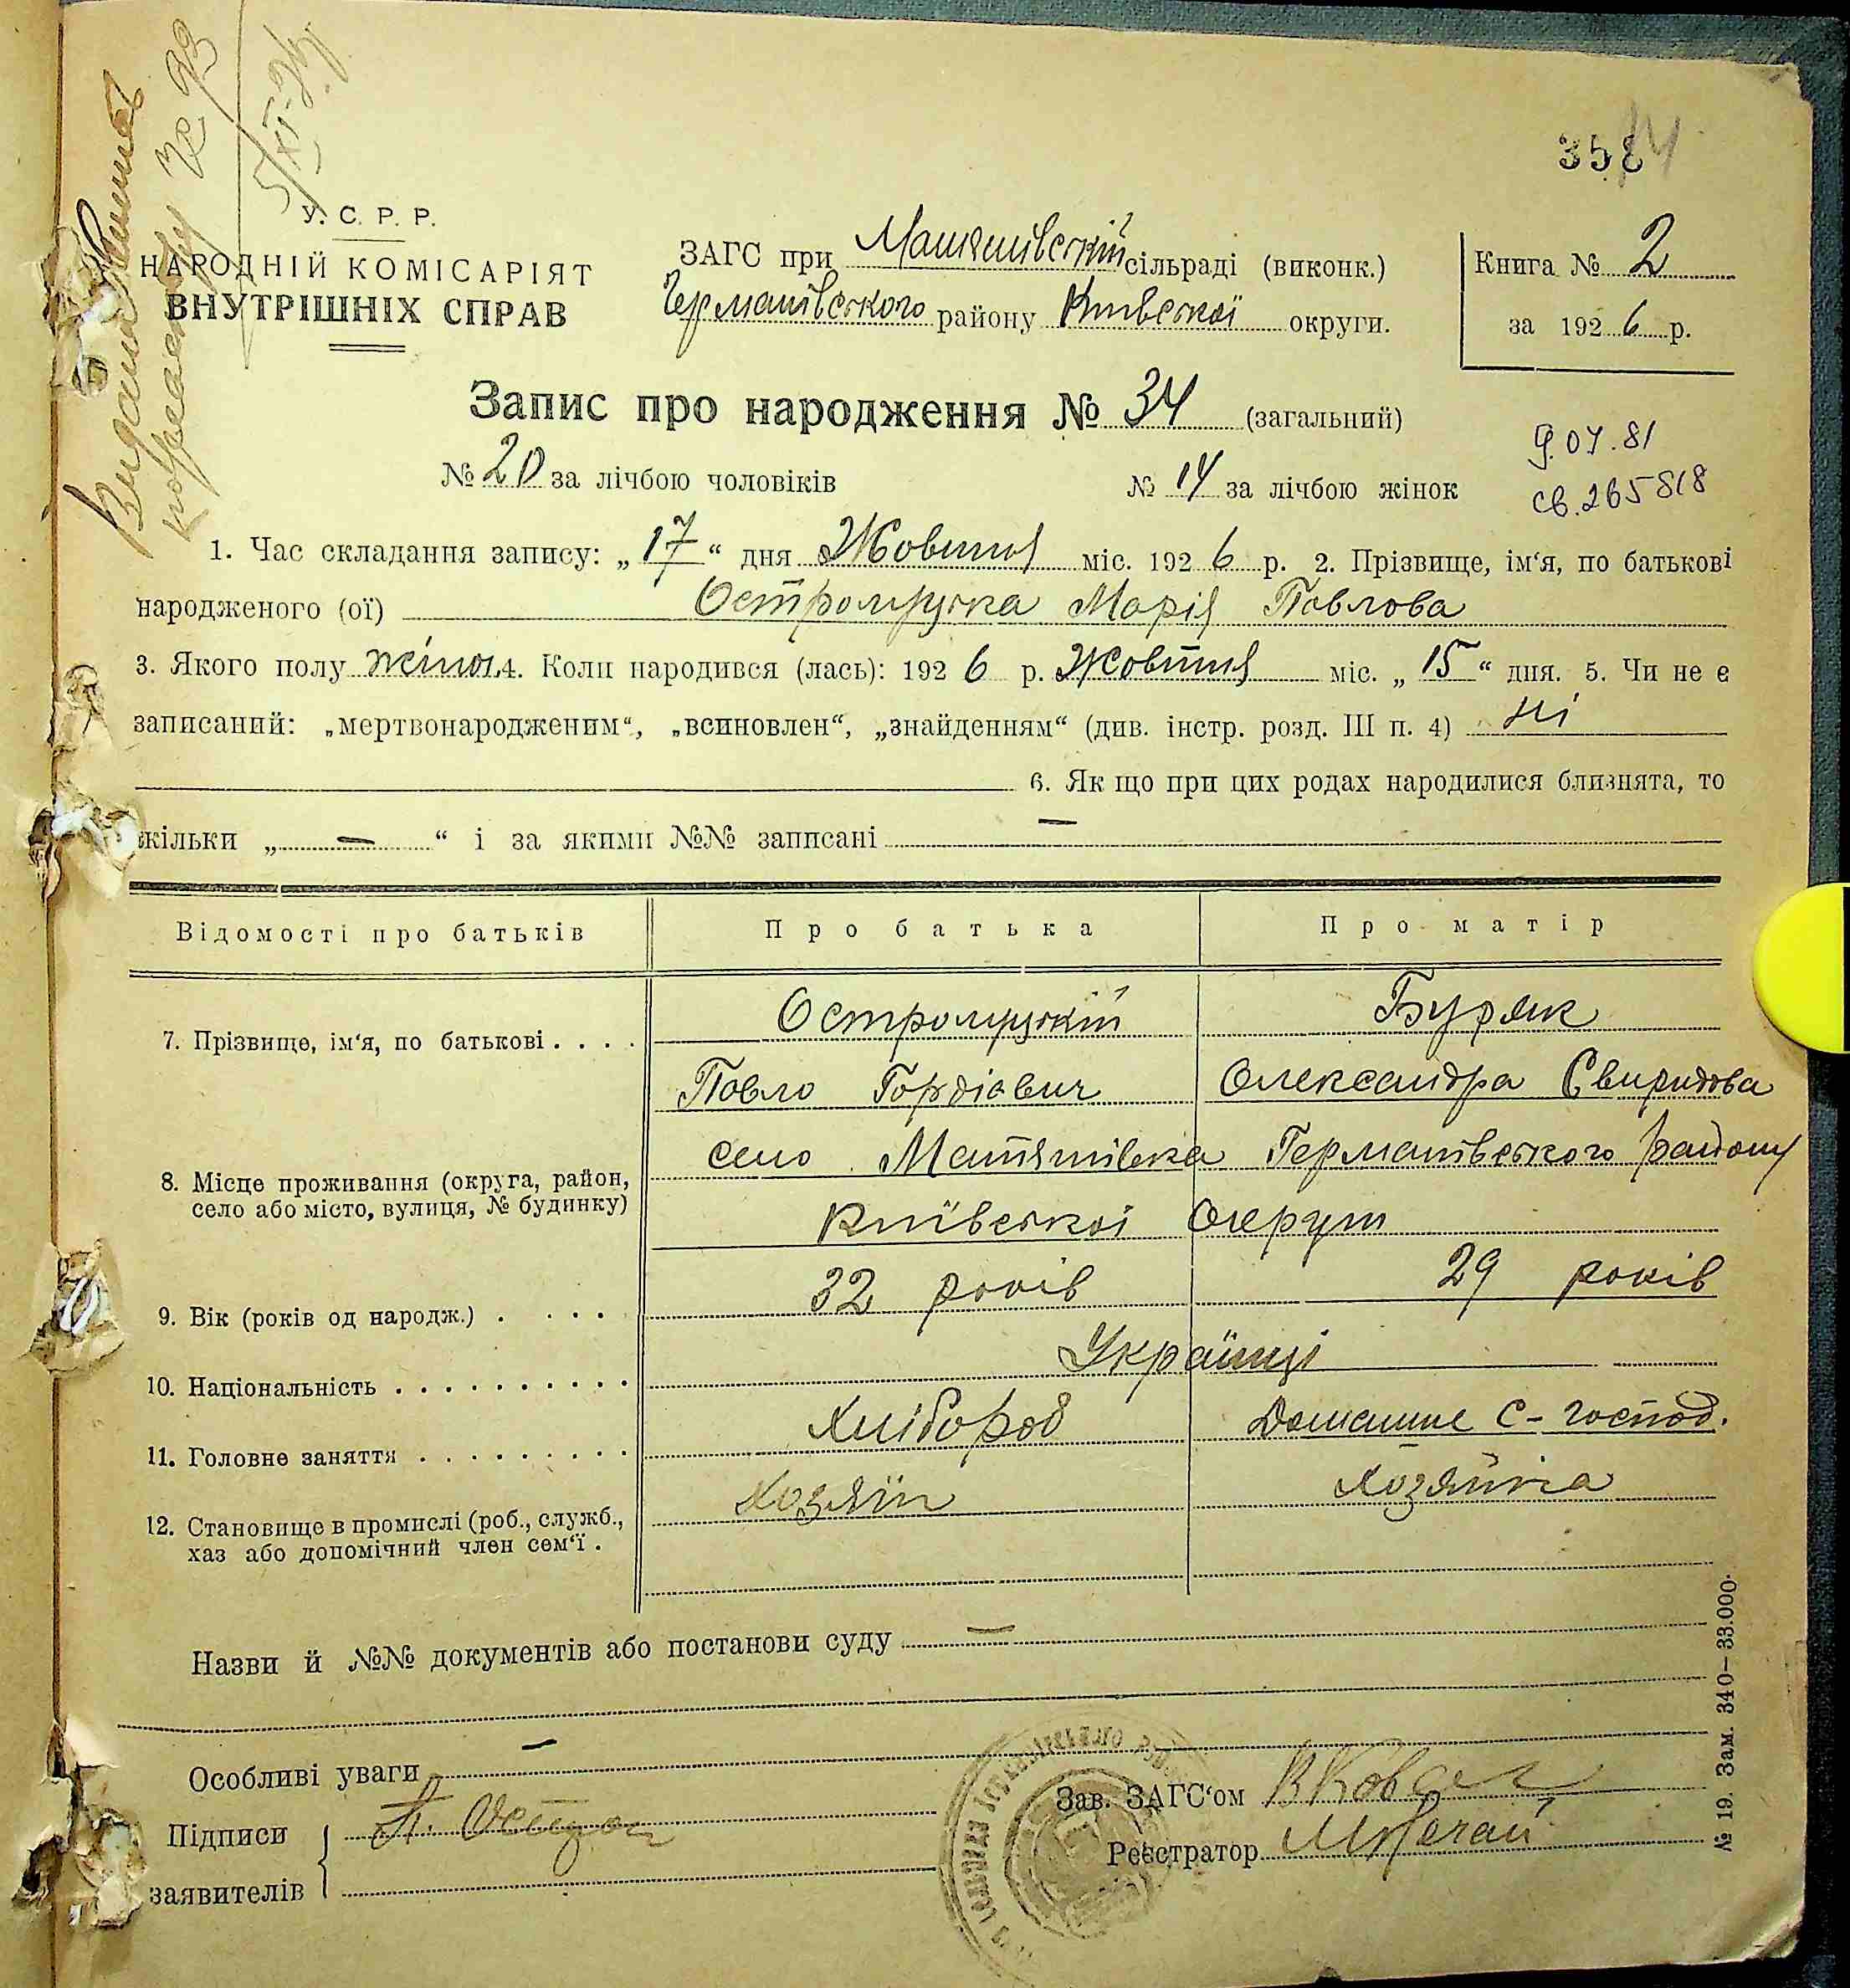 358
14
У. С. Р. Р.
НАРОДНІЙ КОМІСАРІЯТ
ВНУТРІШНІХ СПРАВ
ЗАГС при Матяшівскій сільраді (виконк.)
Германівського району Київської округи.
Книга № 2
за 1926 р.
Запис про народження № 34 (загальний)
9.07.81
№ 20 за лічбою чоловіків № 14 за лічбою жінок
св. 265818
1. Час складання запису: „17“ дня Жовтня міс. 1926 р. 2. Прізвище, ім‘я, по батькові
народженого (ої) Марія Павлова
3. Якого полу жіноч. 4. Коли народився (лась): 1926 р. Жовтня міс. „15“ дня. 5. Чи не є
записаний: „мертвонародженим“, „всиновлен“, „знайденням“ (див. інстр. розд. III п. 4) ні
6. Як що при цих родах народилися близнята, то
скільки „ — “ і за якими №№ записані —
Відомості про батьків Про батька Про матір
7. Прізвище, ім‘я, по батькові . . . . Буряк
Павло Гордієвич Олександра Свиридова
8. Місце проживання (округа, район, село або місто, вулиця, № будинку) село Матяшівка Германівського району
Київської Округи
9. Вік (років од народж.) . . . . 32 років 29 років
10. Національність . . . . . . . . . . Українці
11. Головне заняття . . . . . . . . . Хлібороб Домашнє С-господ.
12. Становище в промислі (роб., служб., хаз або допомічний член сем‘ї . Хозяїн Хозяйка
Назви й №№ документів або постанови суду —
Особливі уваги —
Підписи
заявителів
Зав. ЗАГС‘ом
Реєстратор
№ 19. Зам. 340—33.000.